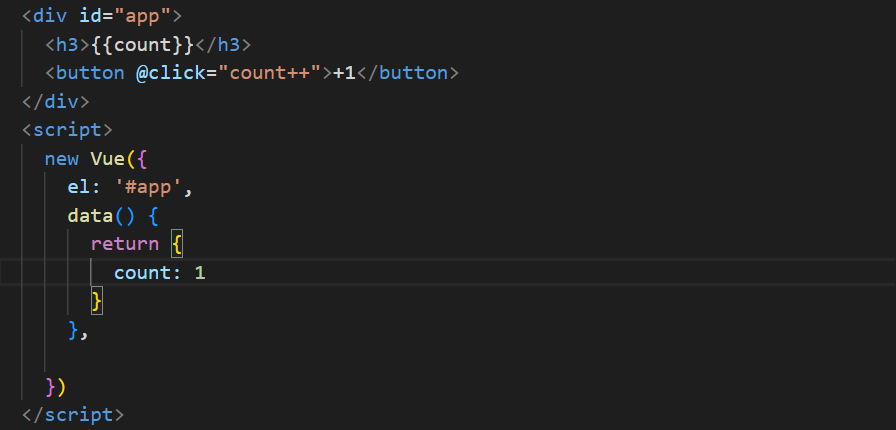 <div id="app">
  <h3>{{count}}</h3>
  <button @click="count++">+1</button>
</div>
<script>
  new Vue({
    el: '#app',
    data() {
      return {
        count: 1
      }
    },

  })
</script>